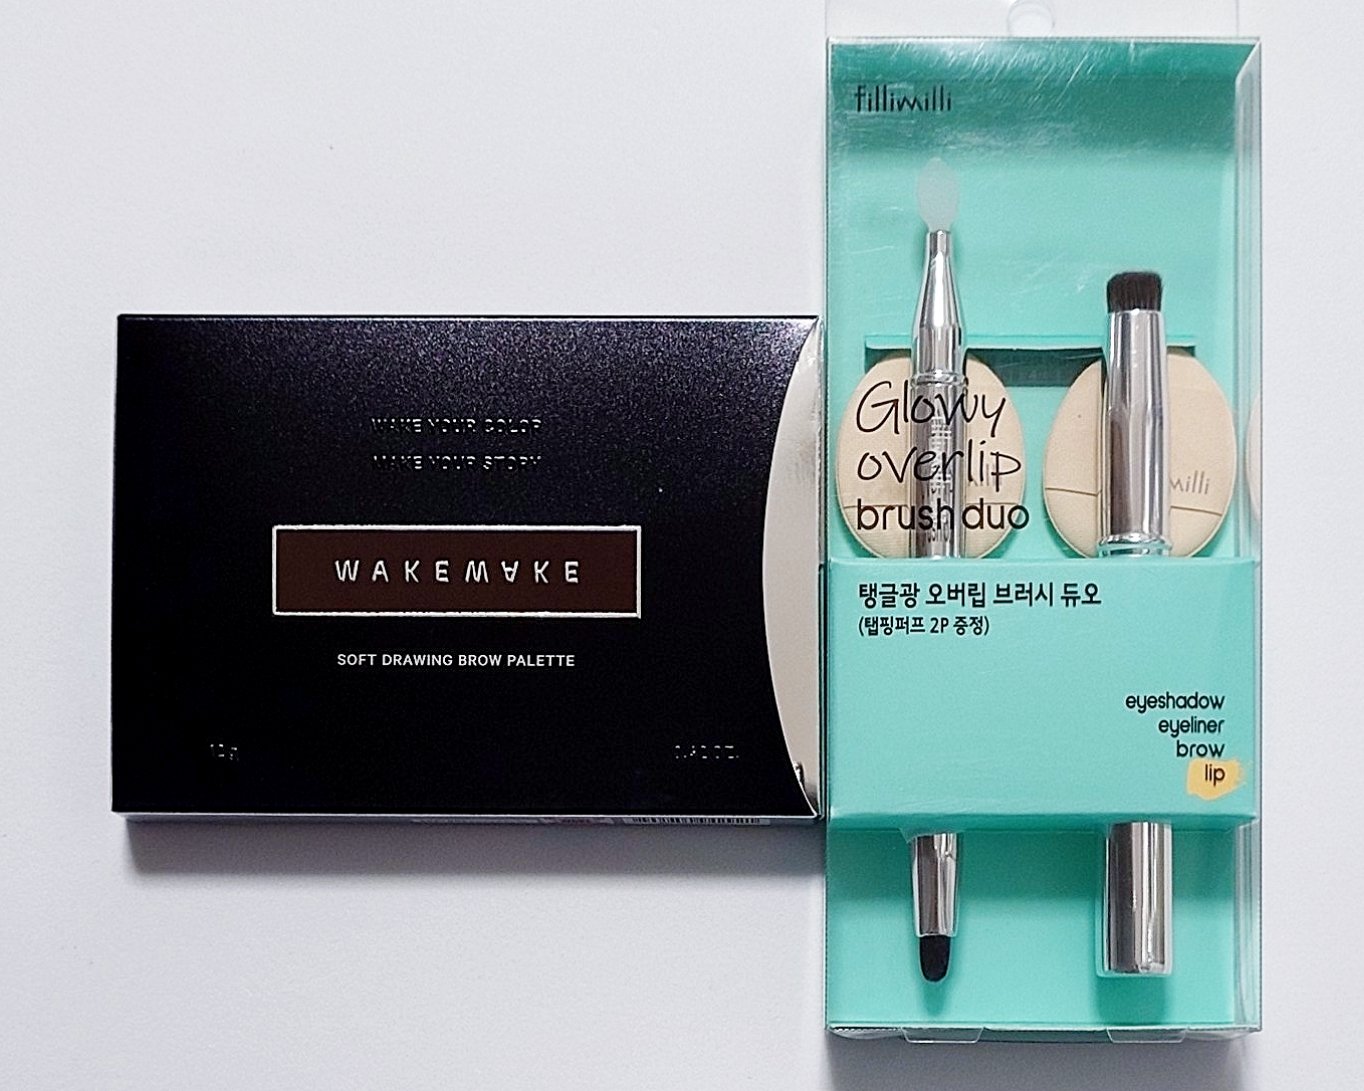 WAKE YOUR COLOR
MAKE YOUR STORY
WAKEMAKE
SOFT DRAWING BROW PALETTE
fillimilli
Glowy
overlip
brush duo
milli
탱글광 오버립 브러시 듀오
(탭핑퍼프 2P 증정)
eyeshadow
eyeliner
brow
lip